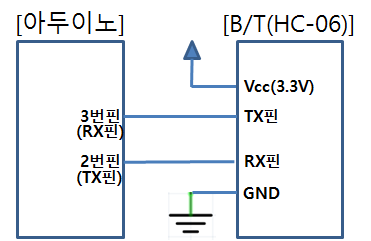 [아두이노]
[B/T(HC-06)]
Vcc(3.3V)
3번핀
(RX핀)
TX핀
2번핀
(TX핀)
RX핀
GND